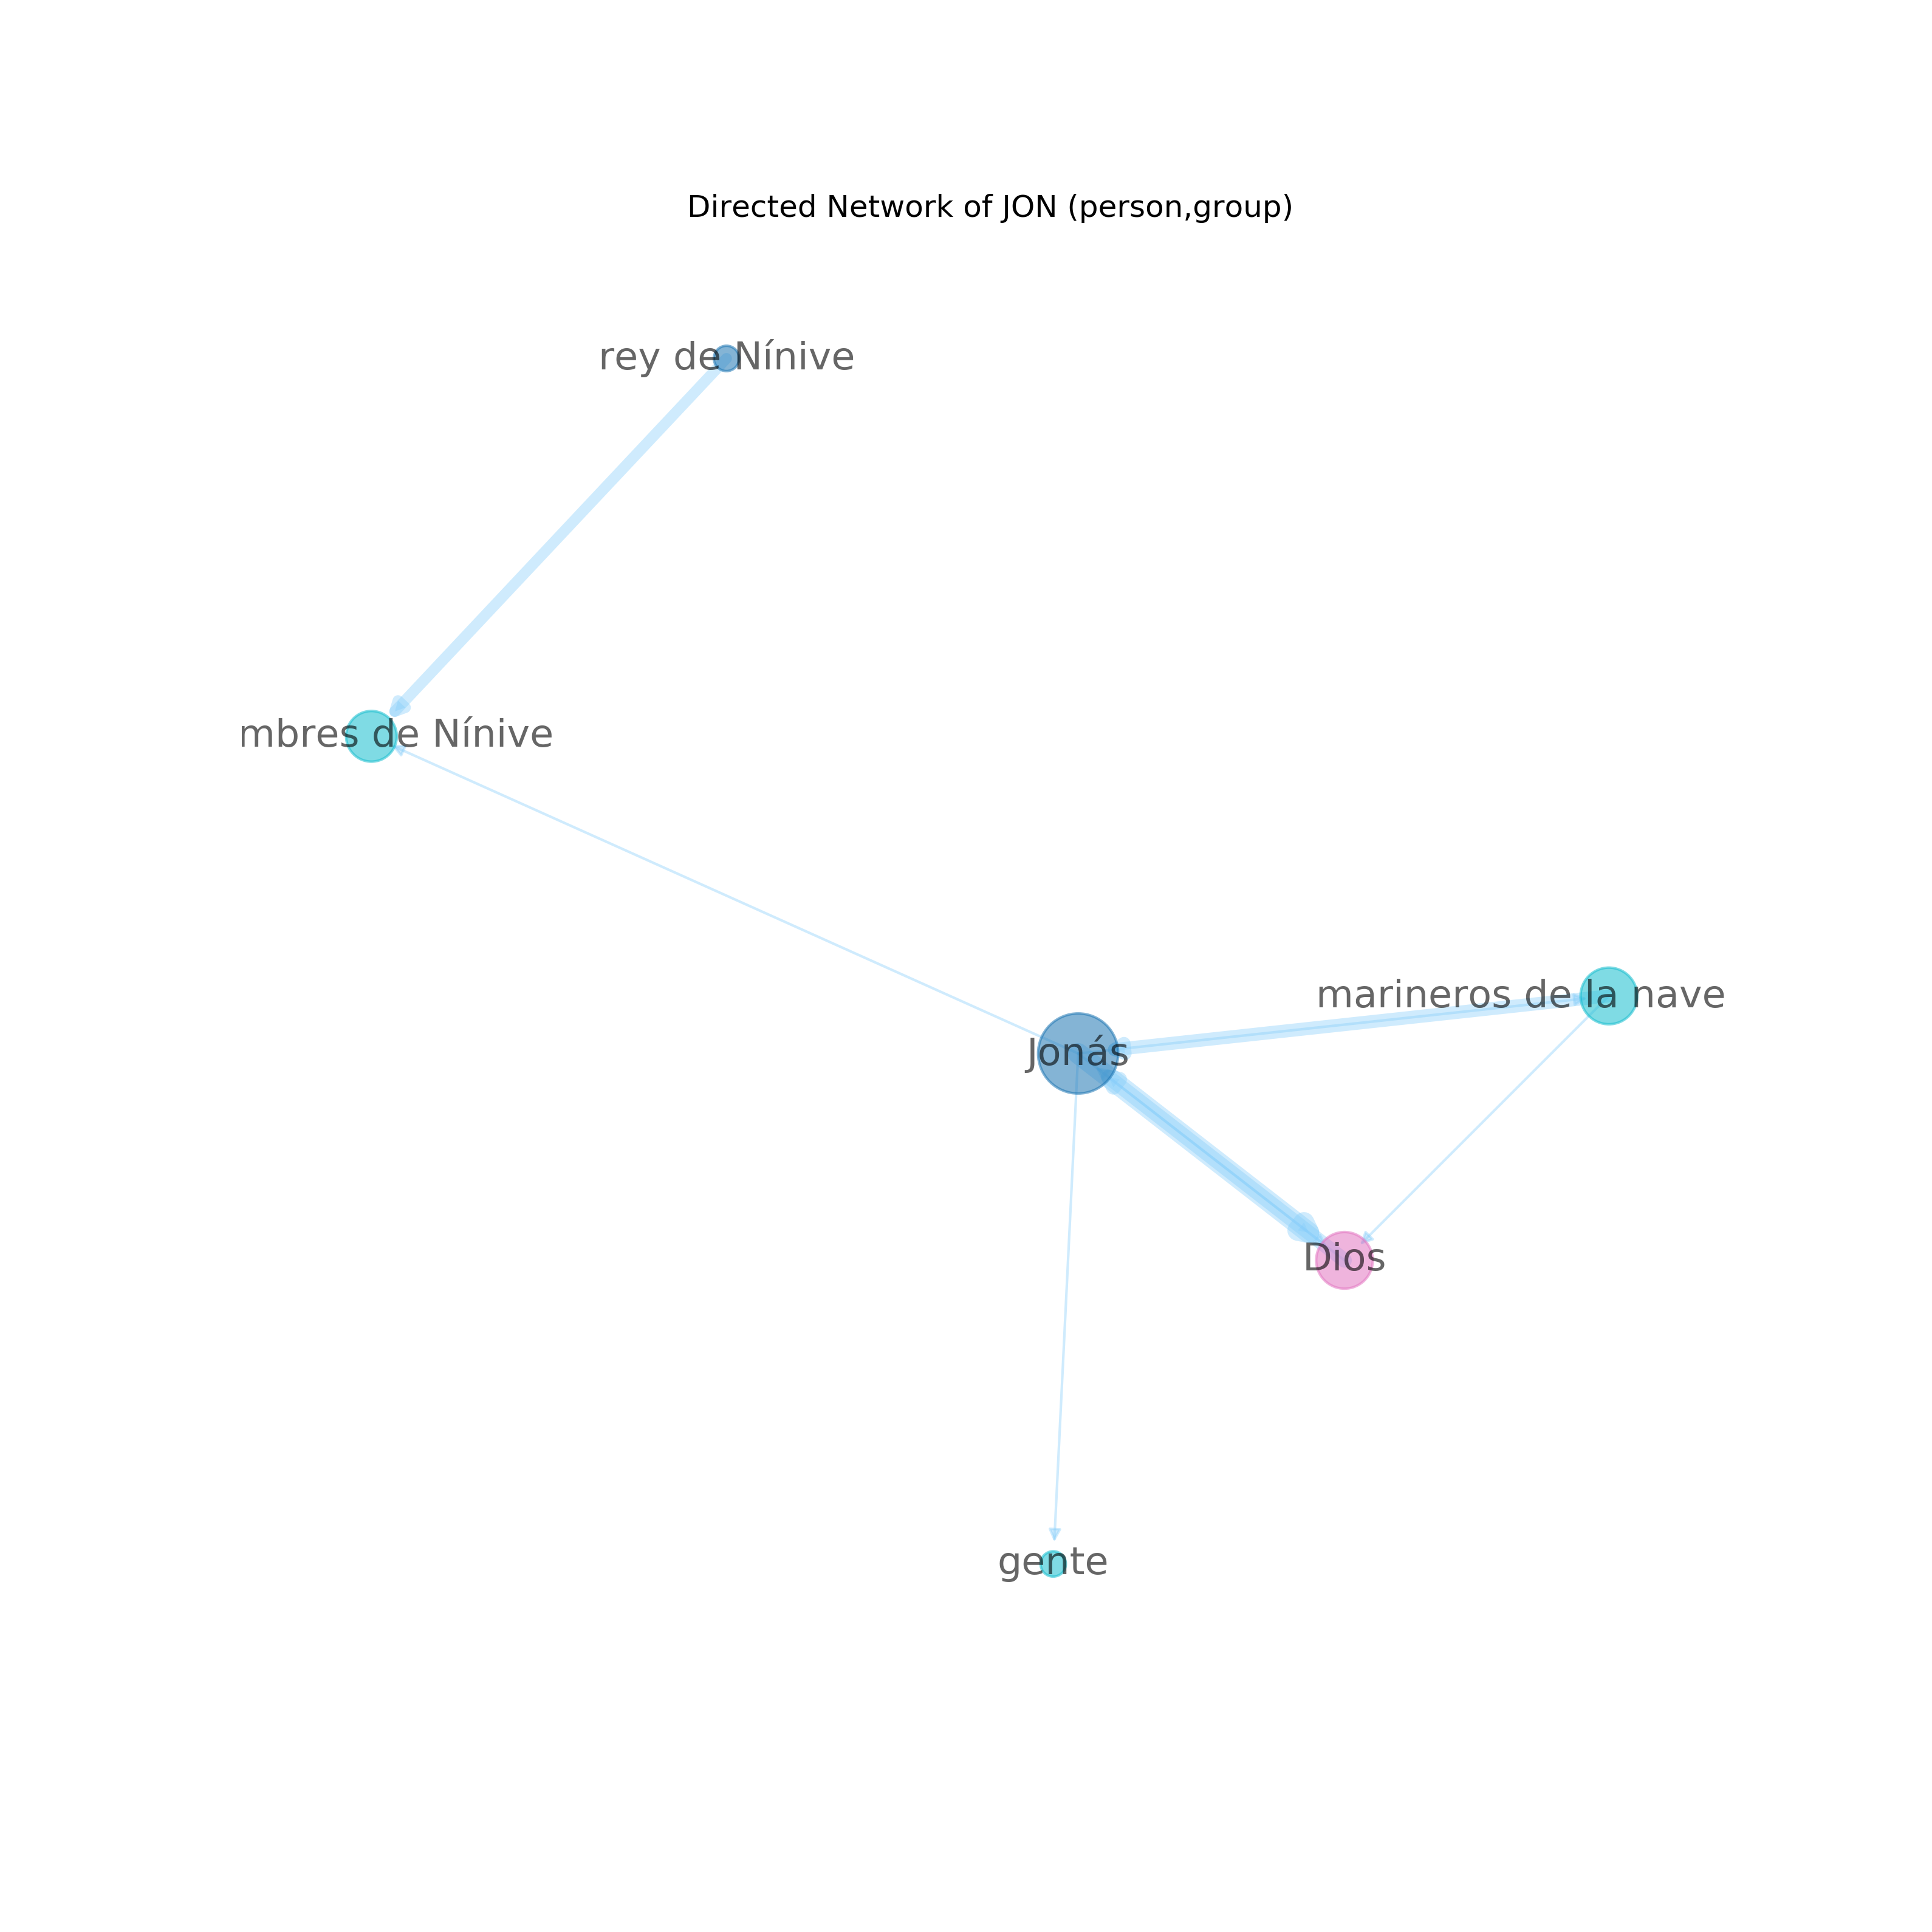 Directed Network of JON (person,group)
rey de Nínive
mbres de Nínive
marineros de la nave
Jonás
Dios
gente